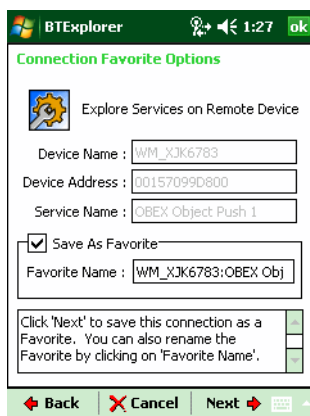 BTExplorer 1:27 ok
Connection Favorite Options
Explore Services on Remote Device
Device Name : WM_XJK6783
Device Address : 00157099D800
Service Name : OBEX Object Push 1
Save As Favorite
Favorite Name : WM_XJK6783:OBEX Obj
Click 'Next' to save this connection as a
Favorite. You can also rename the
Favorite by clicking on 'Favorite Name'.
Back Cancel Next